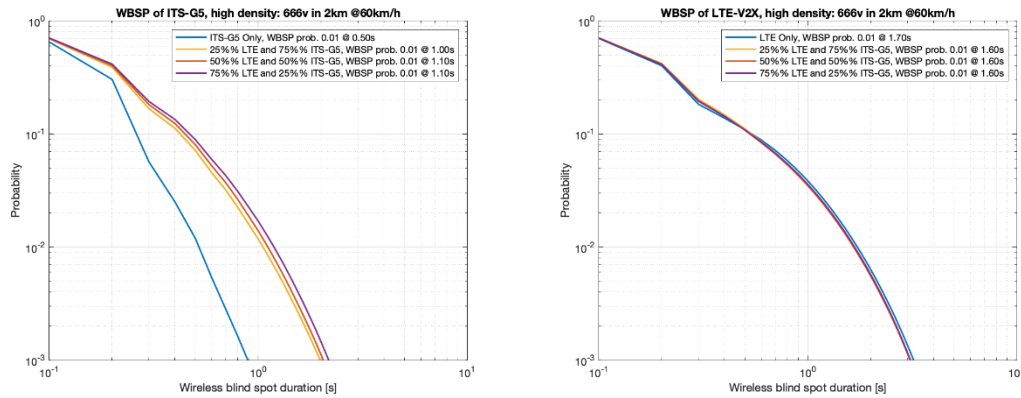 WBSP of ITS-G5, high density: 666v in 2km @60km/h
ITS-G5 Only, WBSP prob. 0.01 @ 0.50s
25%% LTE and 75%% ITS-G5, WBSP prob. 0.01 @ 1.00s
50%% LTE and 50%% ITS-G5, WBSP prob. 0.01 @ 1.10s
75%% LTE and 25%% ITS-G5, WBSP prob. 0.01 @ 1.10s
Probability
10^0
10^-1
10^-2
10^-3
10^-1
10^0
10^1
Wireless blind spot duration [s]
WBSP of LTE-V2X, high density: 666v in 2km @60km/h
LTE Only, WBSP prob. 0.01 @ 1.70s
25%% LTE and 75%% ITS-G5, WBSP prob. 0.01 @ 1.60s
50%% LTE and 50%% ITS-G5, WBSP prob. 0.01 @ 1.60s
75%% LTE and 25%% ITS-G5, WBSP prob. 0.01 @ 1.60s
Probability
10^0
10^-1
10^-2
10^-3
10^-1
10^0
10^1
Wireless blind spot duration [s]